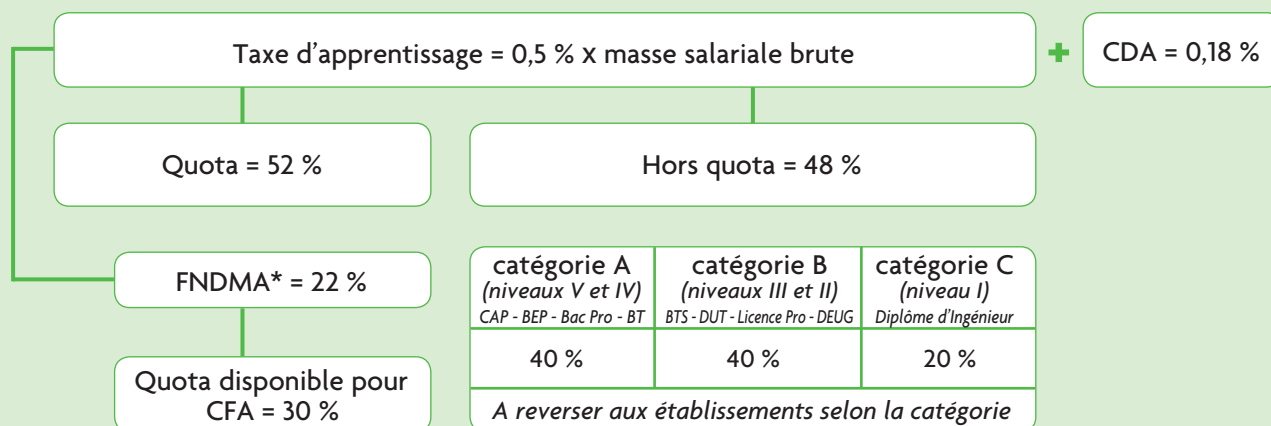 Taxe d'apprentissage = 0,5 % x masse salariale brute
+
CDA = 0,18 %
Quota = 52 %
Hors quota = 48 %
FNDMA* = 22 %
Quota disponible pour
CFA = 30 %
catégorie A
(niveaux V et IV)
CAP - BEP - Bac Pro - BT
catégorie B
(niveaux III et II)
BTS - DUT - Licence Pro - DEUG
catégorie C
(niveau I)
Diplôme d'Ingénieur
40 %
40 %
20 %
A reverser aux établissements selon la catégorie